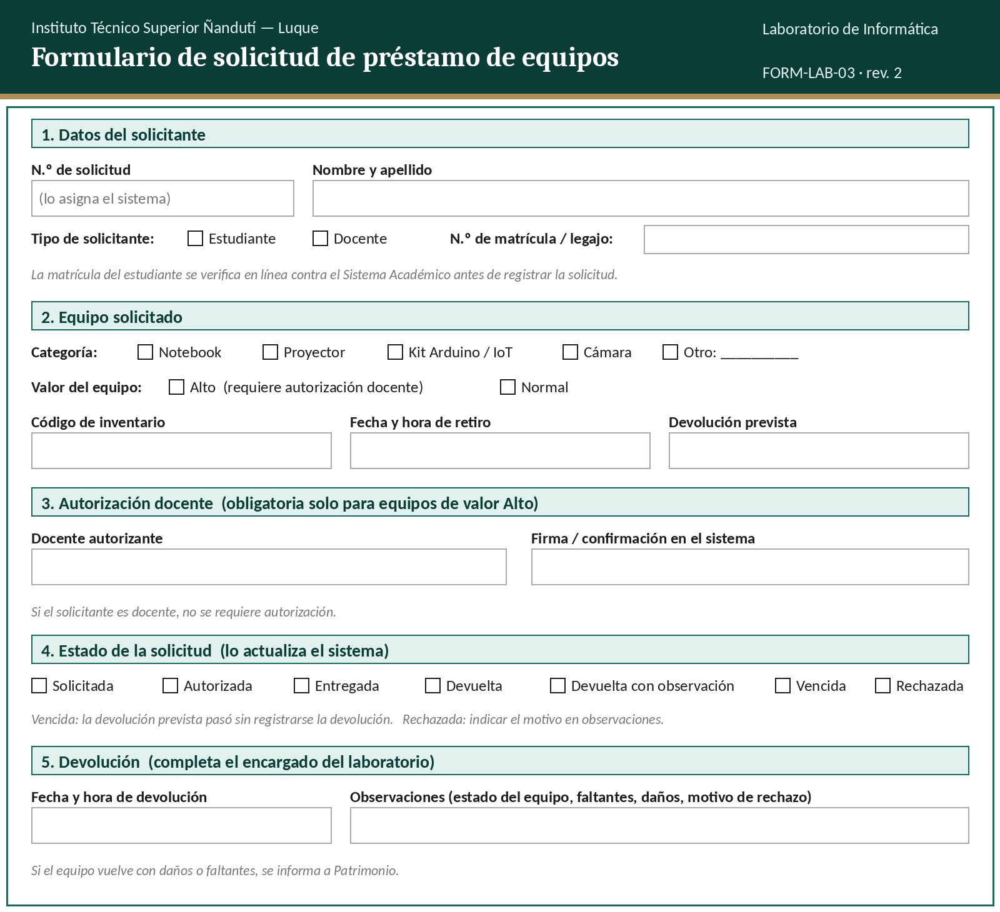 Instituto Técnico Superior Ñandutí — Luque
Formulario de solicitud de préstamo de equipos
Laboratorio de Informática
FORM-LAB-03 · rev. 2
1. Datos del solicitante
N.º de solicitud
Nombre y apellido
(lo asigna el sistema)
Tipo de solicitante: Estudiante Docente N.º de matrícula / legajo:
La matrícula del estudiante se verifica en línea contra el Sistema Académico antes de registrar la solicitud.
2. Equipo solicitado
Categoría: Notebook Proyector Kit Arduino / IoT Cámara Otro: __________
Valor del equipo: Alto (requiere autorización docente) Normal
Código de inventario
Fecha y hora de retiro
Devolución prevista
3. Autorización docente (obligatoria solo para equipos de valor Alto)
Docente autorizante
Firma / confirmación en el sistema
Si el solicitante es docente, no se requiere autorización.
4. Estado de la solicitud (lo actualiza el sistema)
Solicitada Autorizada Entregada Devuelta Devuelta con observación Vencida Rechazada
Vencida: la devolución prevista pasó sin registrarse la devolución. Rechazada: indicar el motivo en observaciones.
5. Devolución (completa el encargado del laboratorio)
Fecha y hora de devolución
Observaciones (estado del equipo, faltantes, daños, motivo de rechazo)
Si el equipo vuelve con daños o faltantes, se informa a Patrimonio.